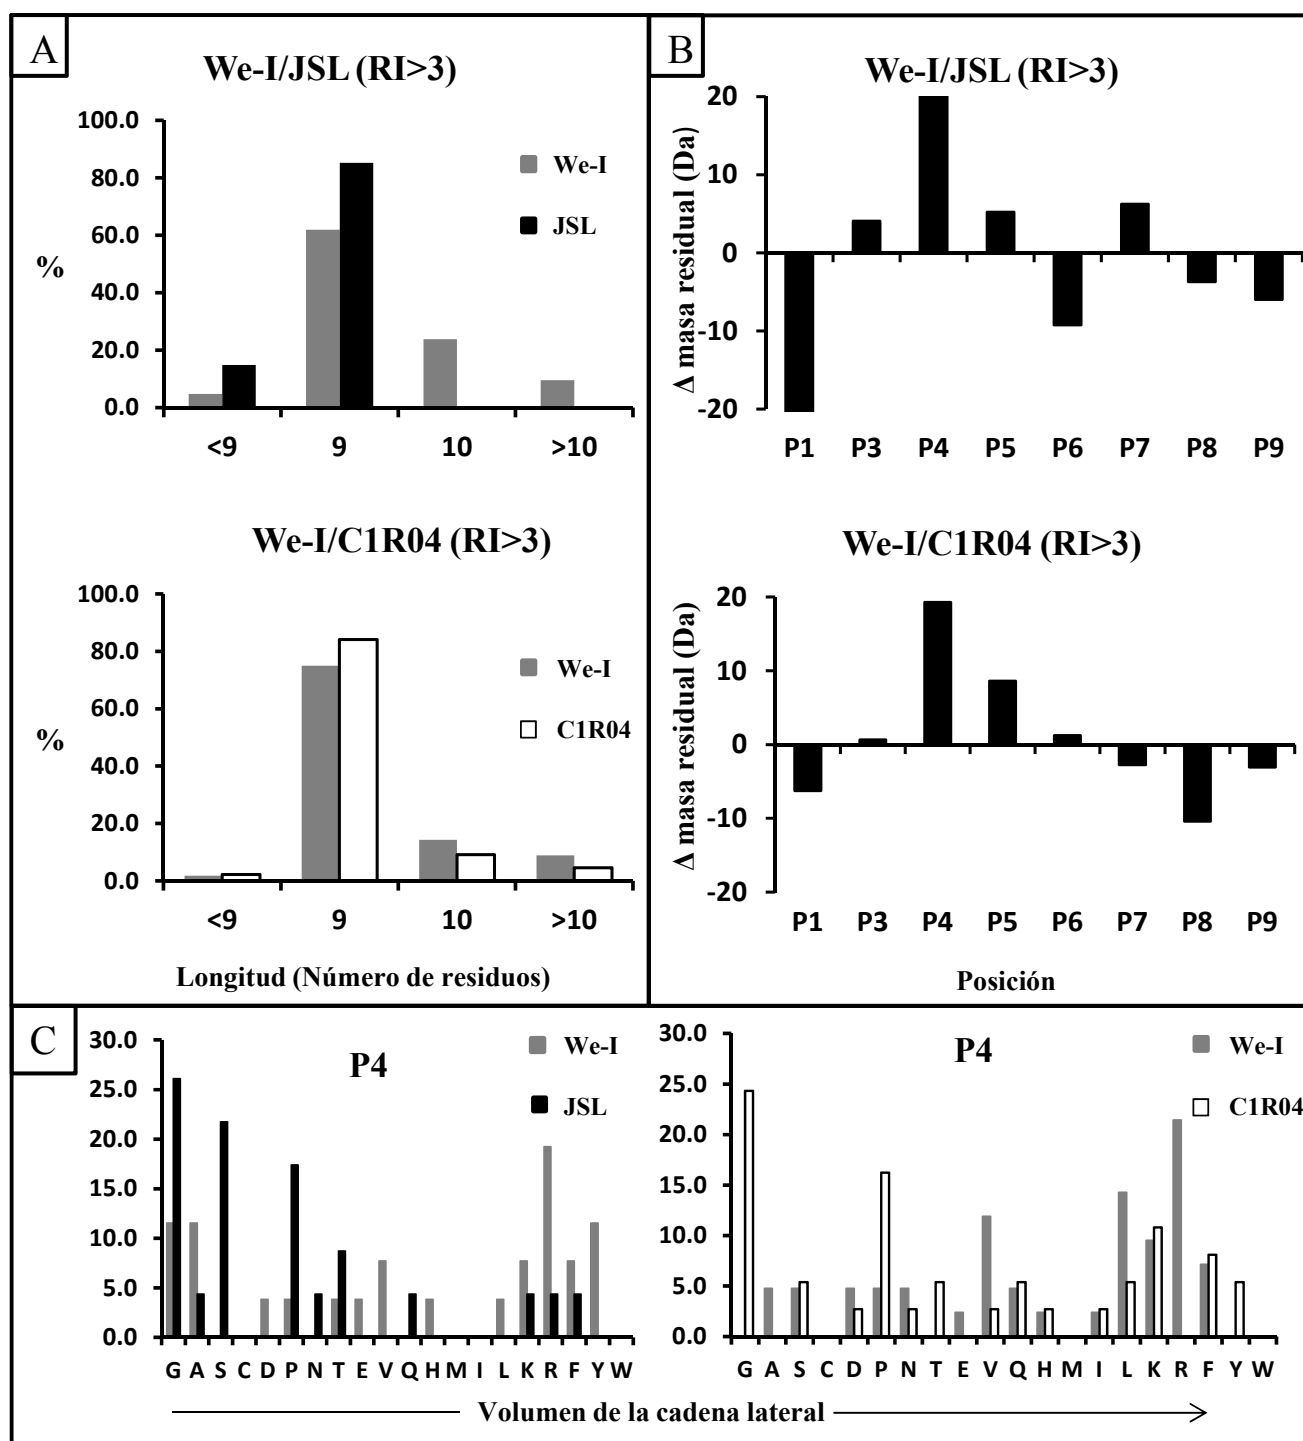 A
We-I/JSL (RI>3)
100.0
80.0
60.0
40.0
20.0
0.0
%
We-I
JSL
<9 9 10 >10
We-I/C1R04 (RI>3)
100.0
80.0
60.0
40.0
20.0
0.0
%
We-I
C1R04
<9 9 10 >10
Longitud (Número de residuos)
B
We-I/JSL (RI>3)
Δ masa residual (Da)
20
10
0
-10
-20
P1 P3 P4 P5 P6 P7 P8 P9
We-I/C1R04 (RI>3)
Δ masa residual (Da)
20
10
0
-10
-20
P1 P3 P4 P5 P6 P7 P8 P9
Posición
C
P4
30.0
25.0
20.0
15.0
10.0
5.0
0.0
We-I
JSL
G A S C D P N T E V Q H M I L K R F Y W
P4
30.0
25.0
20.0
15.0
10.0
5.0
0.0
We-I
C1R04
G A S C D P N T E V Q H M I L K R F Y W
Volumen de la cadena lateral